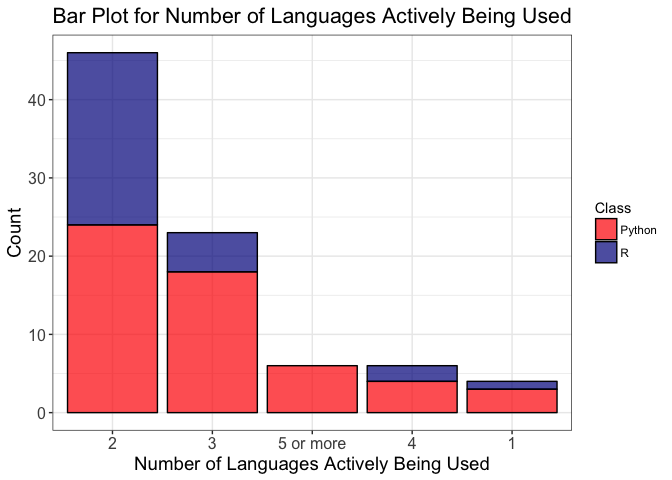 Bar Plot for Number of Languages Actively Being Used
Count
40
30
20
10
0
2 3 5 or more 4 1
Number of Languages Actively Being Used
Class
Python
R